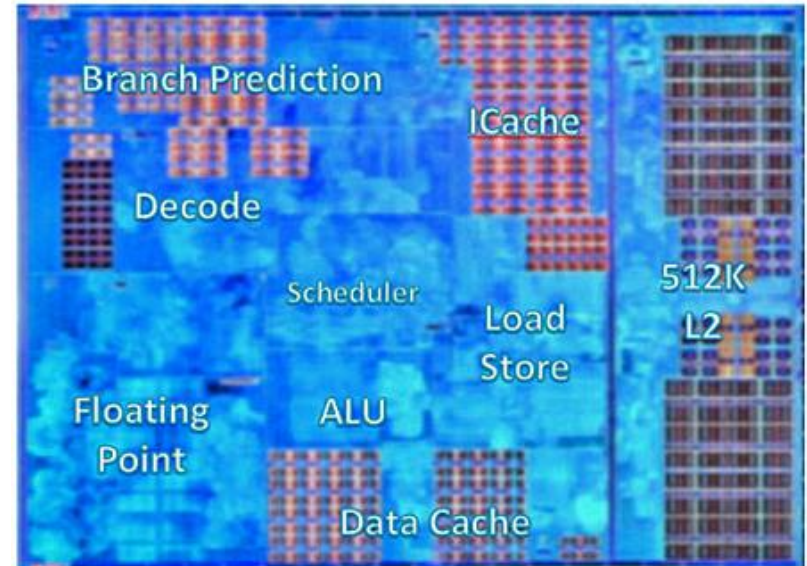 Branch Prediction
ICache
Decode
Scheduler
512K
L2
Load
Store
Floating
Point
ALU
Data Cache